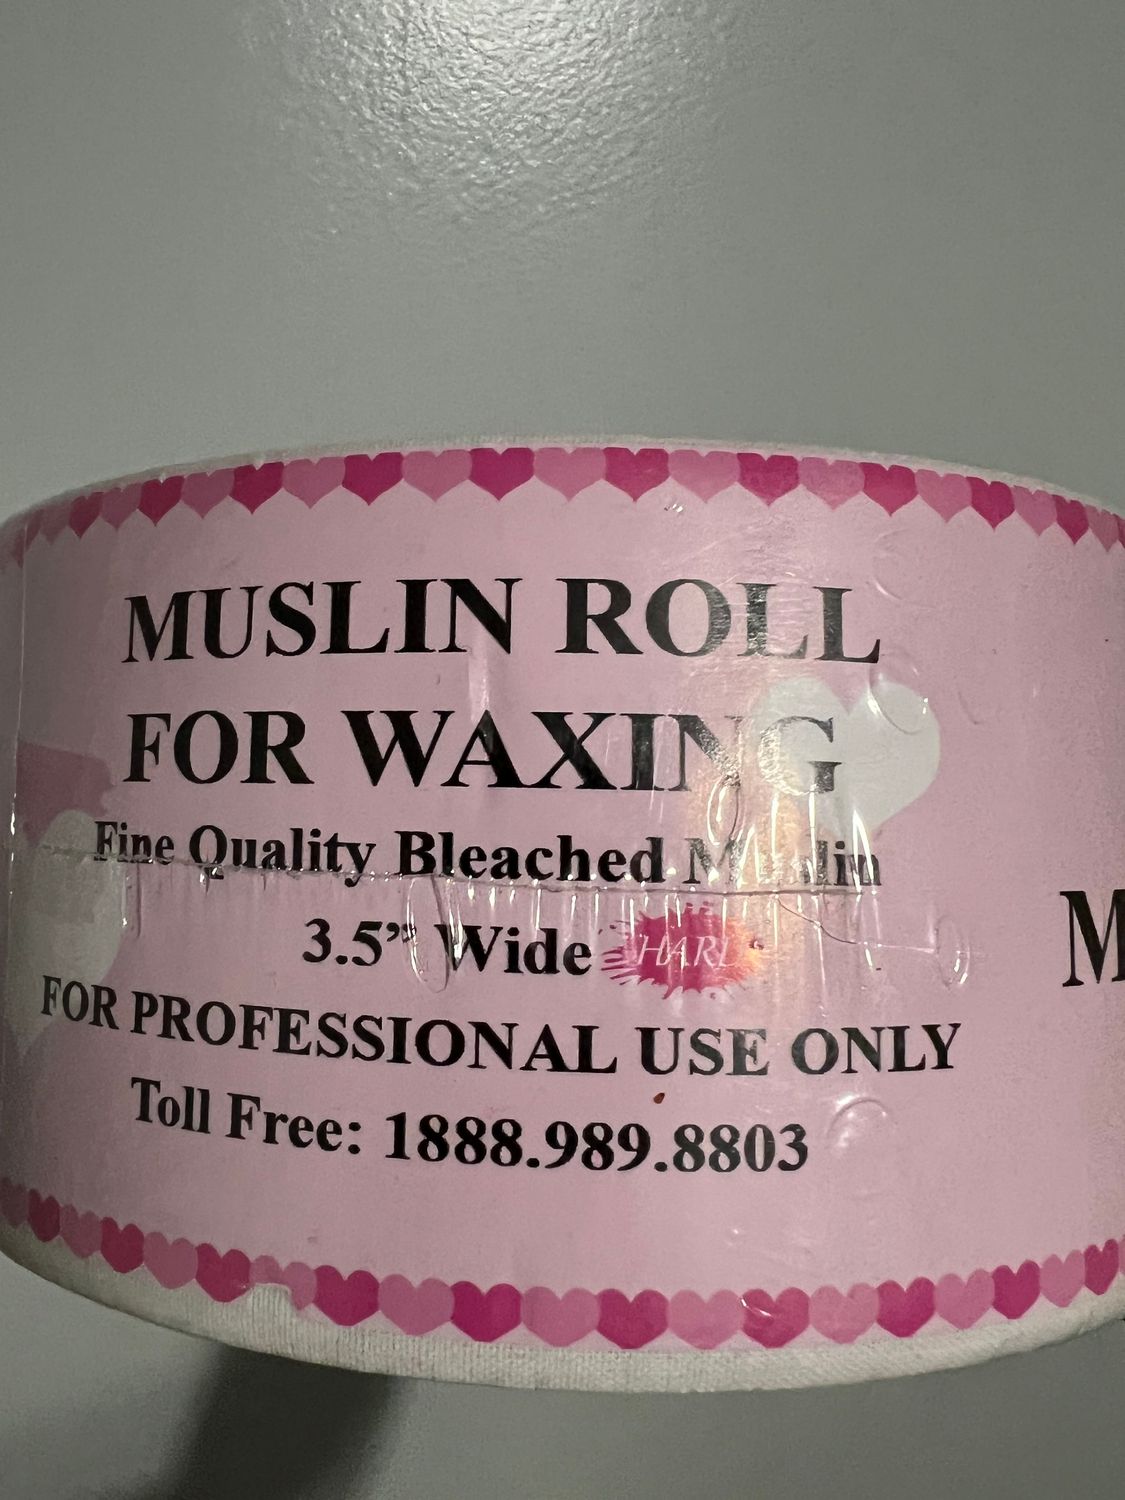 MUSLIN ROLL
FOR WAXING
Fine Quality Bleached Muslin
3.5” Wide
FOR PROFESSIONAL USE ONLY
Toll Free: 1888.989.8803
M